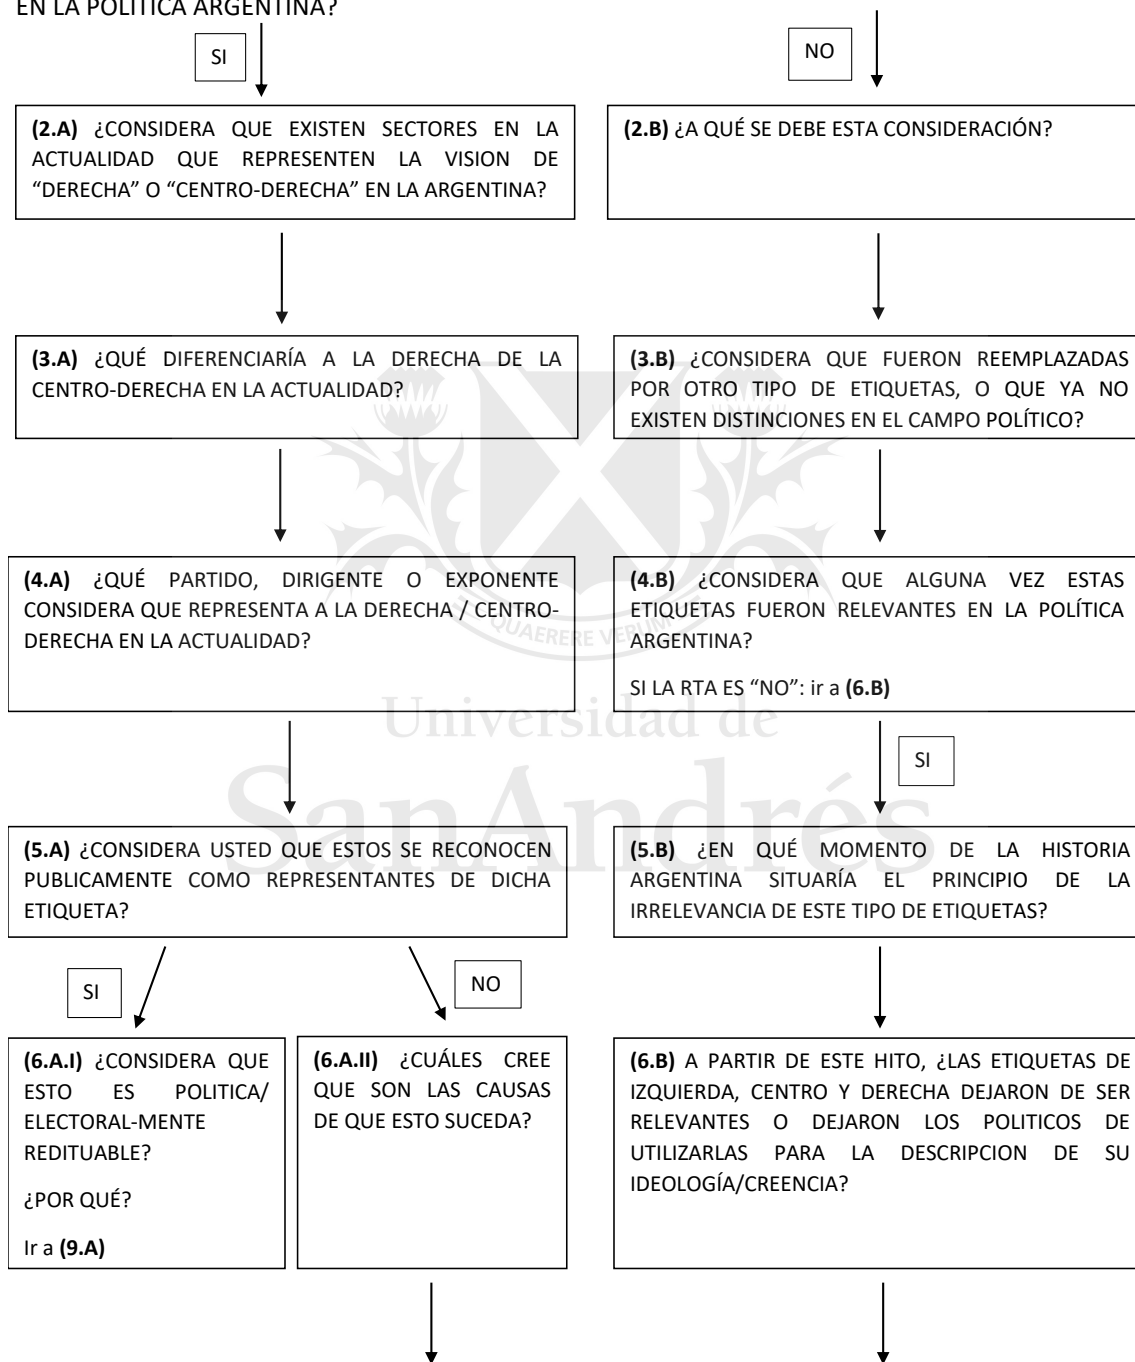 EN LA POLÍTICA ARGENTINA?
SI
NO
(2.A) ¿CONSIDERA QUE EXISTEN SECTORES EN LA
ACTUALIDAD QUE REPRESENTEN LA VISION DE
“DERECHA” O “CENTRO-DERECHA” EN LA ARGENTINA?
(2.B) ¿A QUÉ SE DEBE ESTA CONSIDERACIÓN?
(3.A) ¿QUÉ DIFERENCIARÍA A LA DERECHA DE LA
CENTRO-DERECHA EN LA ACTUALIDAD?
(3.B) ¿CONSIDERA QUE FUERON REEMPLAZADAS
POR OTRO TIPO DE ETIQUETAS, O QUE YA NO
EXISTEN DISTINCIONES EN EL CAMPO POLÍTICO?
(4.A) ¿QUÉ PARTIDO, DIRIGENTE O EXPONENTE
CONSIDERA QUE REPRESENTA A LA DERECHA / CENTRO-
DERECHA EN LA ACTUALIDAD?
(4.B) ¿CONSIDERA QUE ALGUNA VEZ ESTAS
ETIQUETAS FUERON RELEVANTES EN LA POLÍTICA
ARGENTINA?
SI LA RTA ES “NO”: ir a (6.B)
QUAERERE VERUM
Universidad de
SanAndrés
SI
(5.A) ¿CONSIDERA USTED QUE ESTOS SE RECONOCEN
PUBLICAMENTE COMO REPRESENTANTES DE DICHA
ETIQUETA?
(5.B) ¿EN QUÉ MOMENTO DE LA HISTORIA
ARGENTINA SITUARÍA EL PRINCIPIO DE LA
IRRELEVANCIA DE ESTE TIPO DE ETIQUETAS?
SI
NO
(6.A.I) ¿CONSIDERA QUE
ESTO ES POLITICA/
ELECTORAL-MENTE
REDITUABLE?
¿POR QUÉ?
Ir a (9.A)
(6.A.II) ¿CUÁLES CREE
QUE SON LAS CAUSAS
DE QUE ESTO SUCEDA?
(6.B) A PARTIR DE ESTE HITO, ¿LAS ETIQUETAS DE
IZQUIERDA, CENTRO Y DERECHA DEJARON DE SER
RELEVANTES O DEJARON LOS POLITICOS DE
UTILIZARLAS PARA LA DESCRIPCION DE SU
IDEOLOGÍA/CREENCIA?